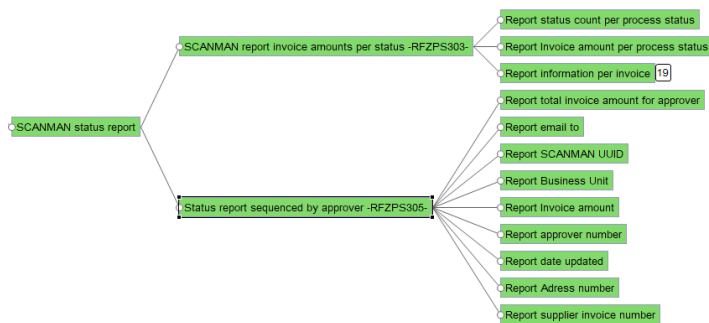 SCANMAN status report
SCANMAN report invoice amounts per status -RFZPS303-
Report status count per process status
Report Invoice amount per process status
Report information per invoice 19
Status report sequenced by approver -RFZPS305-
Report total invoice amount for approver
Report email to
Report SCANMAN UUID
Report Business Unit
Report Invoice amount
Report approver number
Report date updated
Report Adress number
Report supplier invoice number